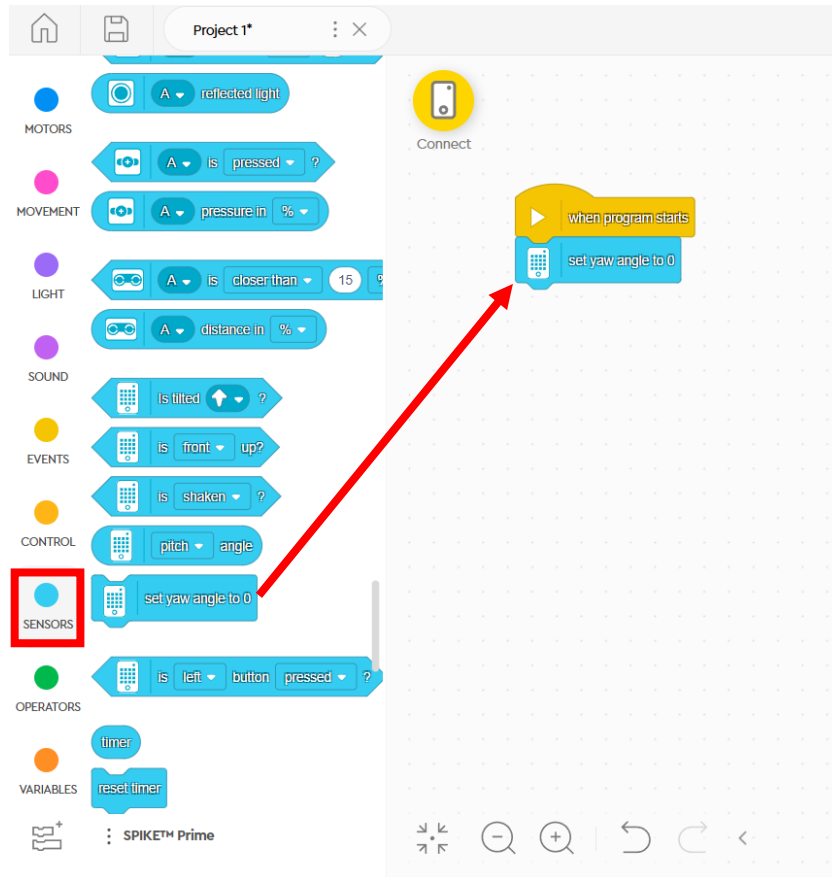 Project 1*
A reflected light
MOTORS
A is pressed ?
MOVEMENT
A pressure in %
LIGHT
A is closer than 15 %
A distance in %
SOUND
Is tilted ?
EVENTS
is front up?
is shaken ?
CONTROL
pitch angle
set yaw angle to 0
SENSORS
is left button pressed ?
OPERATORS
timer
VARIABLES
reset timer
SPIKE™ Prime
Connect
when program starts
set yaw angle to 0